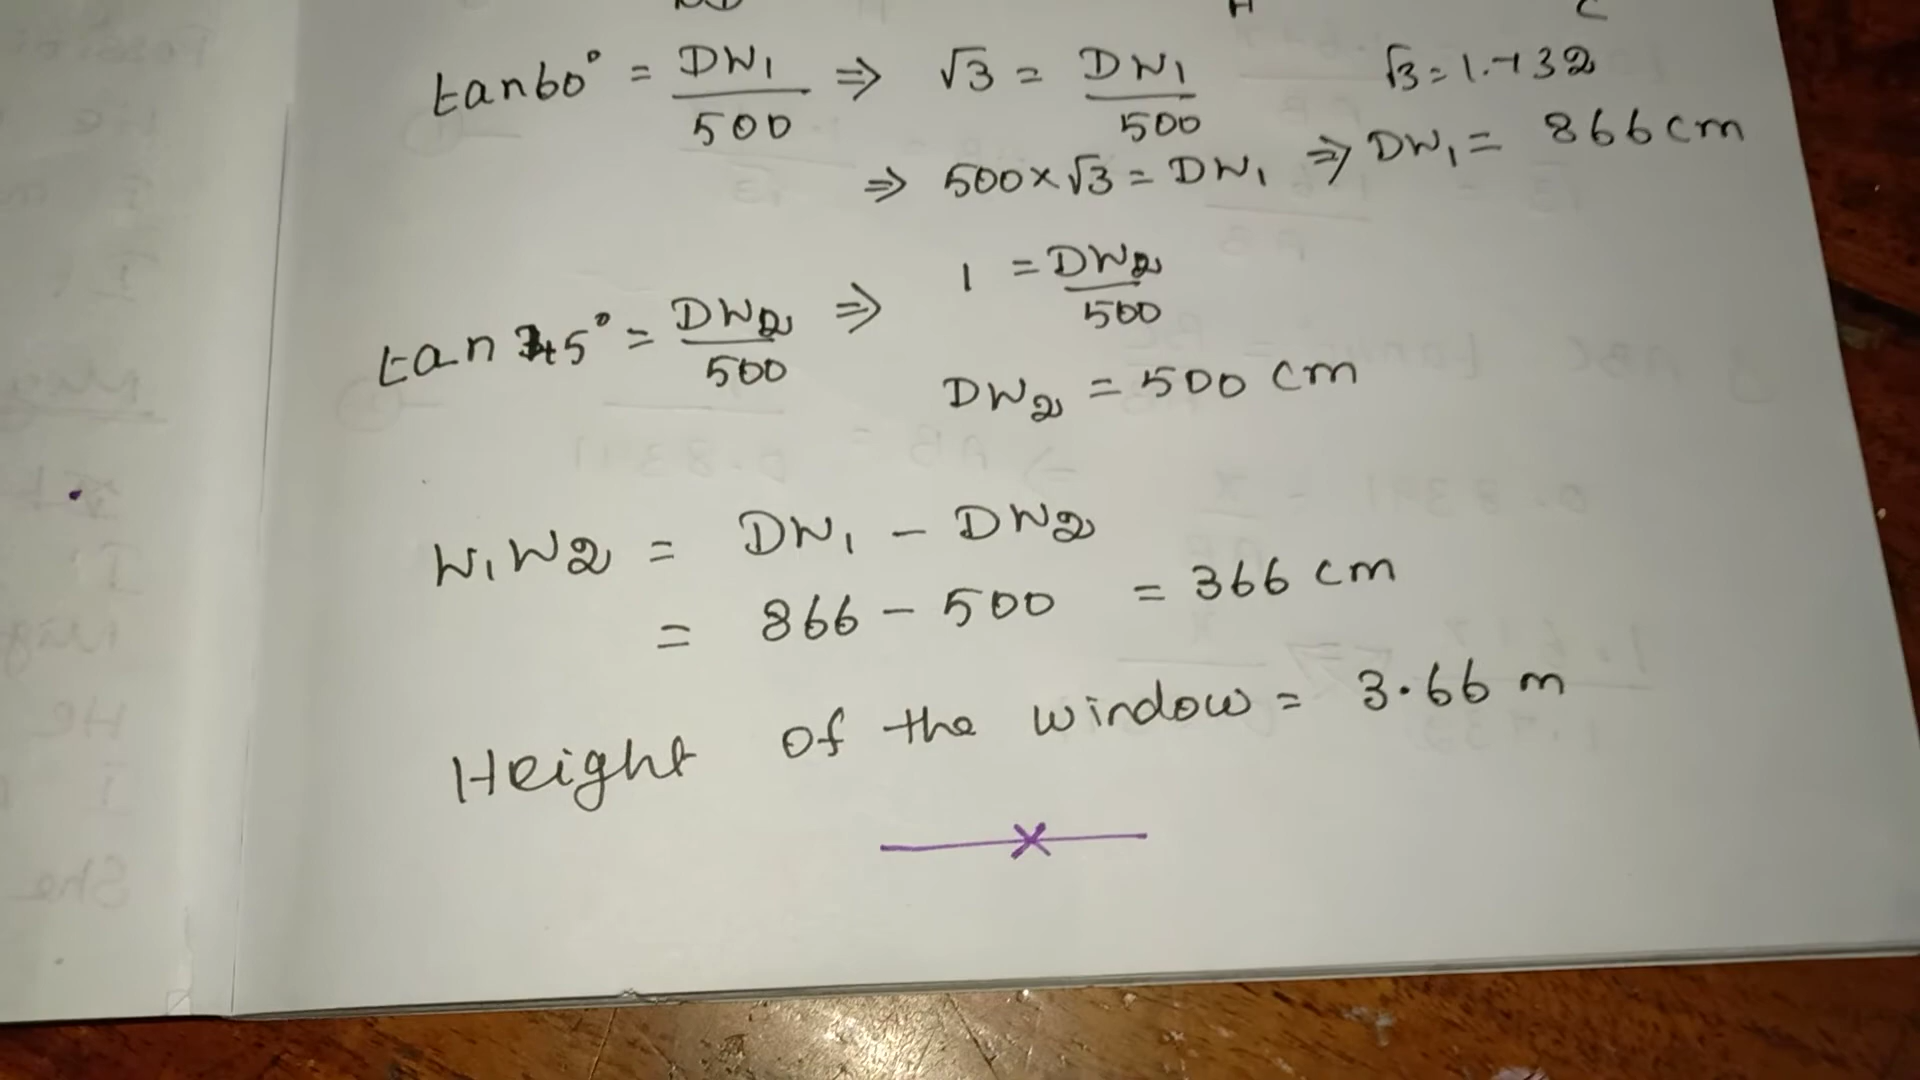 tan60° = DW1/500 ⇒ √3 = DW1/500 √3 = 1.732
⇒ 500×√3 = DW1 ⇒ DW1 = 866 cm
tan 45° = DW2/500 ⇒ 1 = DW2/500
DW2 = 500 cm
W1W2 = DW1 - DW2
= 866 - 500 = 366 cm
Height of the window = 3.66 m